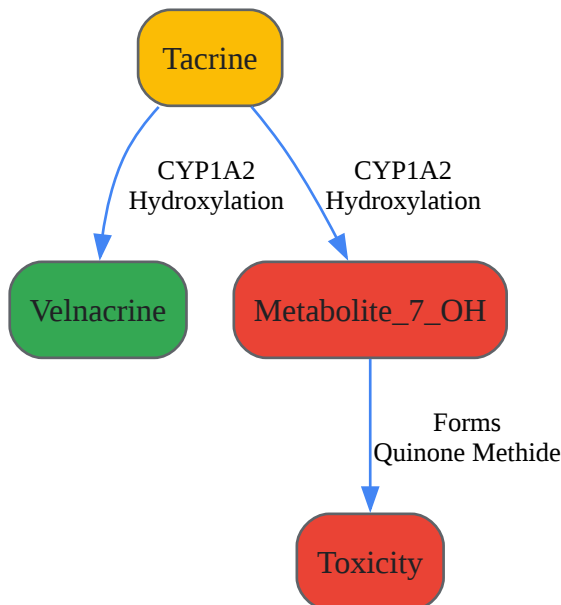 Tacrine
CYP1A2
Hydroxylation
CYP1A2
Hydroxylation
Velnacrine
Metabolite_7_OH
Forms
Quinone Methide
Toxicity